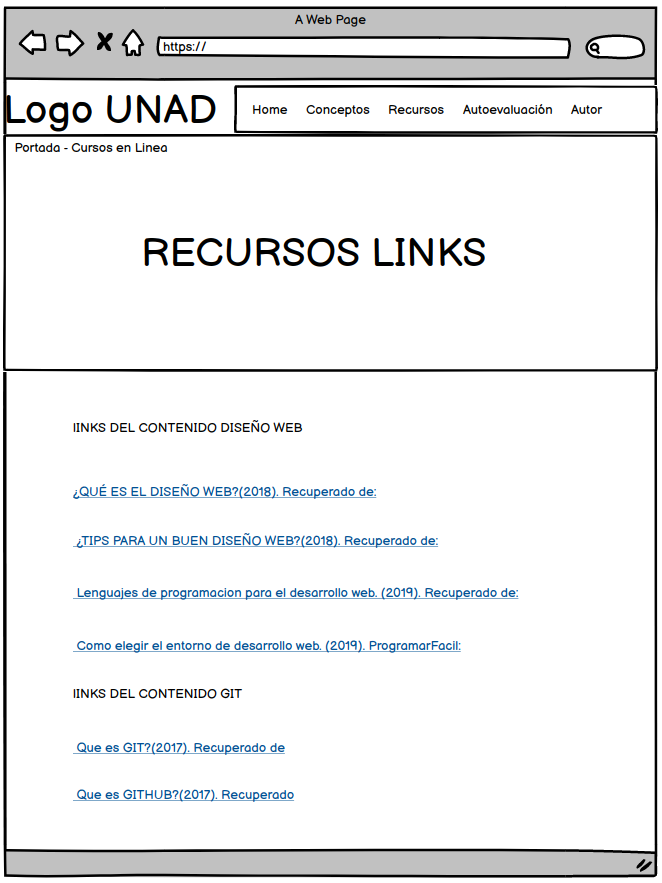 A Web Page
https://
Logo UNAD
Home Conceptos Recursos Autoevaluación Autor
Portada - Cursos en Linea
RECURSOS LINKS
lINKS DEL CONTENIDO DISEÑO WEB
¿QUÉ ES EL DISEÑO WEB?(2018). Recuperado de:
¿TIPS PARA UN BUEN DISEÑO WEB?(2018). Recuperado de:
Lenguajes de programacion para el desarrollo web. (2019). Recuperado de:
Como elegir el entorno de desarrollo web. (2019). ProgramarFacil:
lINKS DEL CONTENIDO GIT
Que es GIT?(2017). Recuperado de
Que es GITHUB?(2017). Recuperado